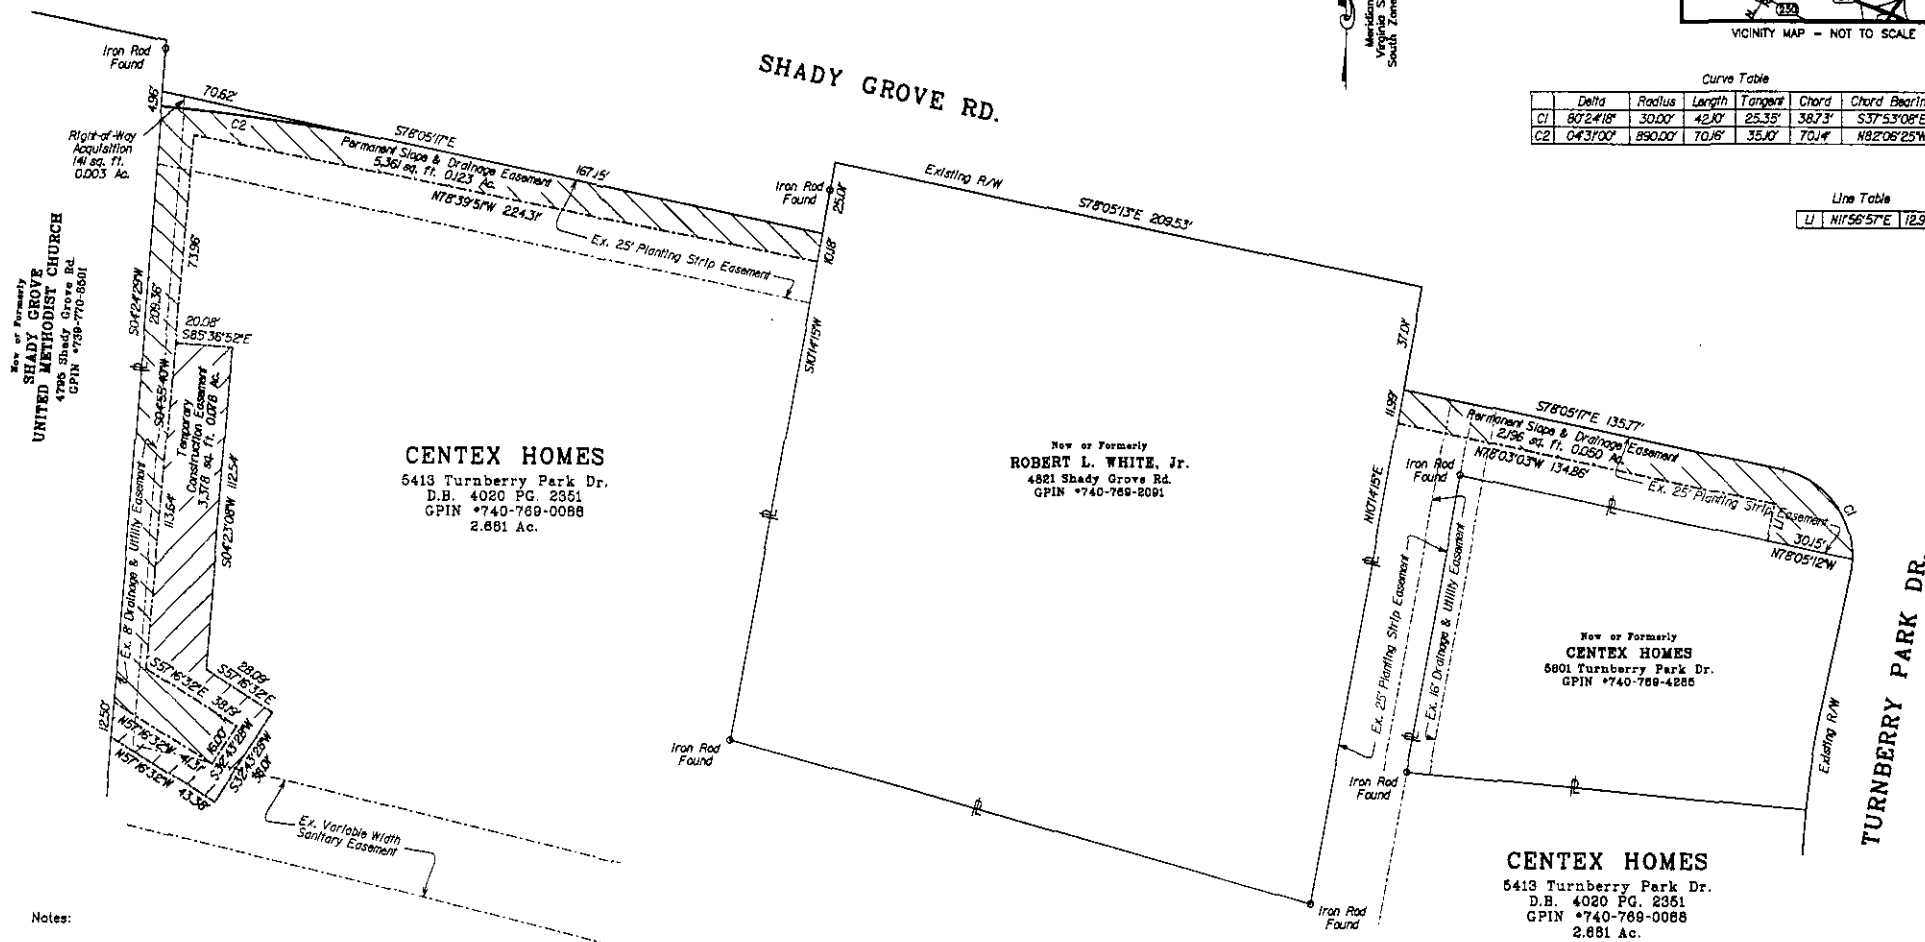 Meridian
South Zone
2.50
VICINITY MAP - NOT TO SCALE
SHADY GROVE RD.
Curve Table
Delta Radius Length Tangent Chord Chord Bearing
C1 80°24'18" 30.00' 42.10' 25.35' 38.73' S37°53'08"E
C2 04°31'00" 890.00' 70.16' 35.10' 70.14' N82°06'25"W
Line Table
L1 N11°56'57"E 12.9
Iron Rod
Found
4.96'
70.62'
C2
Right-of-Way
Acquisition
141 sq. ft.
0.003 Ac.
S78°05'17"E
167.15'
Permanent Slope & Drainage Easement
5,361 sq. ft. 0.123 Ac.
N78°39'51"W 224.31'
Ex. 25' Planting Strip Easement
Iron Rod
Found
25.01'
10.18'
Existing R/W
S78°05'13"E 209.53'
37.01'
11.99'
Now or Formerly
SHADY GROVE
UNITED METHODIST CHURCH
4795 Shady Grove Rd.
GPIN *739-770-8501
S04°24'29"W
209.36'
73.96'
20.08'
S85°36'52"E
S04°55'40"W
113.64'
Temporary
Construction Easement
3,378 sq. ft. 0.078 Ac.
S04°23'08"W 112.54'
Ex. 8' Drainage & Utility Easement
CENTEX HOMES
5413 Turnberry Park Dr.
D.B. 4020 PG. 2351
GPIN *740-769-0088
2.681 Ac.
S10°14'15"W
Now or Formerly
ROBERT L. WHITE, Jr.
4821 Shady Grove Rd.
GPIN *740-769-2091
N10°14'15"E
S78°05'17"E 135.77'
Permanent Slope & Drainage Easement
2,196 sq. ft. 0.050 Ac.
N78°03'03"W 134.86'
Iron Rod
Found
Ex. 25' Planting Strip Easement
C1
L1
30.15'
N78°05'12"W
Ex. 25' Planting Strip Easement
Ex. 16' Drainage & Utility Easement
Now or Formerly
CENTEX HOMES
5601 Turnberry Park Dr.
GPIN *740-769-4286
Existing R/W
TURNBERRY PARK DR.
12.50'
S57°16'32"E
38.19'
28.09'
S57°16'32"E
16.00'
S32°43'28"W
S32°43'28"W
38.01'
N57°16'32"W 41.31'
N57°16'32"W 43.38'
Ex. Variable Width
Sanitary Easement
Iron Rod
Found
Iron Rod
Found
Iron Rod
Found
CENTEX HOMES
5413 Turnberry Park Dr.
D.B. 4020 PG. 2351
GPIN *740-769-0088
2.681 Ac.
Notes: